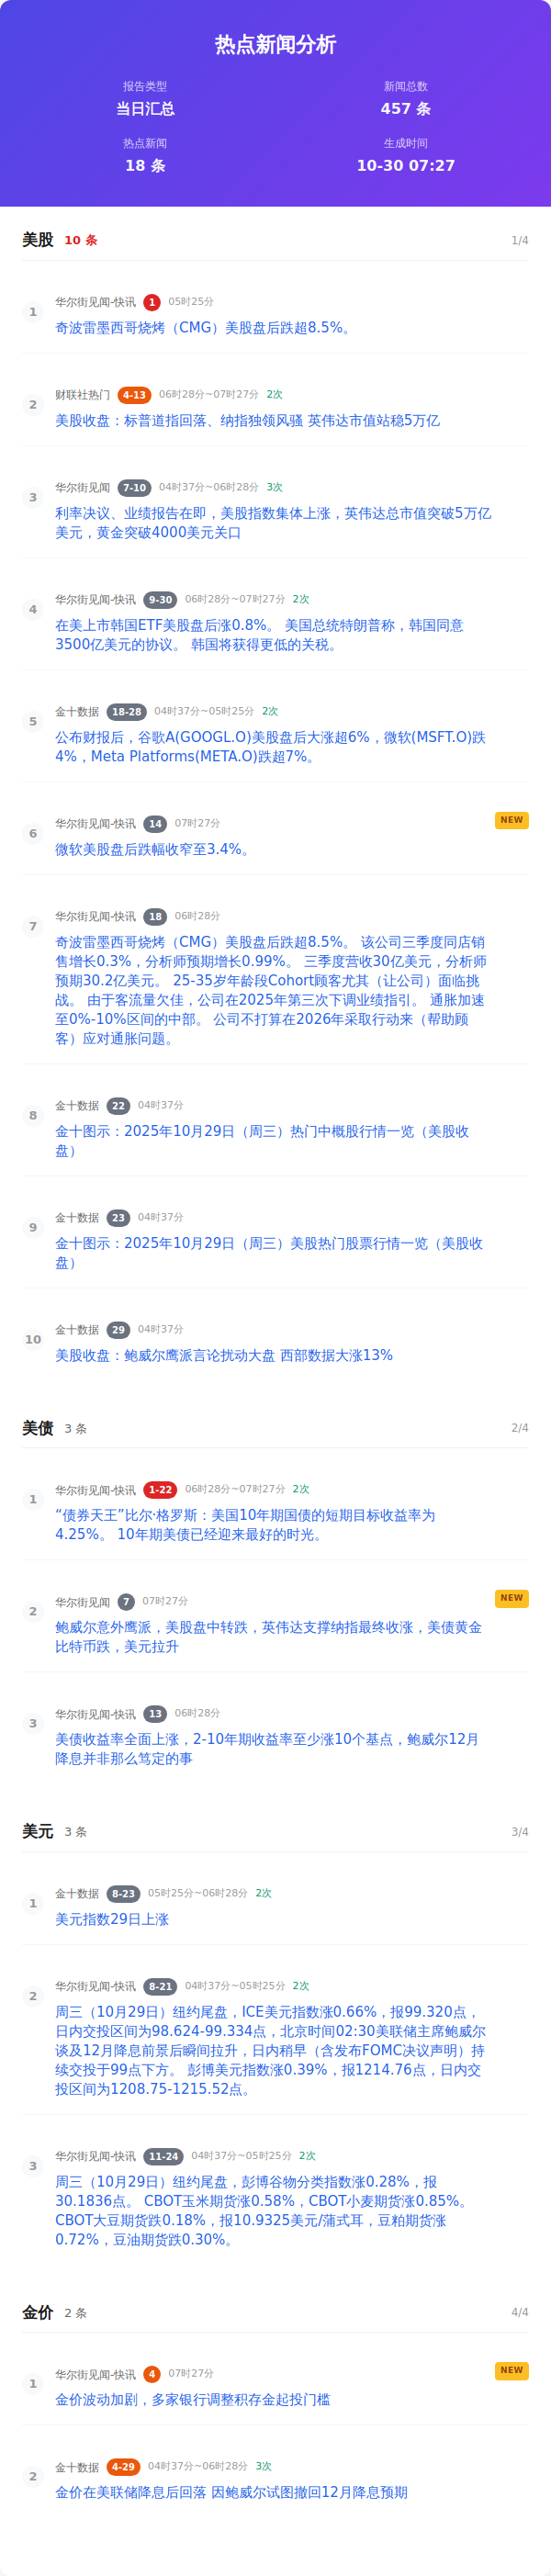 热点新闻分析
报告类型
当日汇总
新闻总数
457 条
热点新闻
18 条
生成时间
10-30 07:27
美股 10 条 1/4
1
华尔街见闻-快讯 1 05时25分
奇波雷墨西哥烧烤（CMG）美股盘后跌超8.5%。
2
财联社热门 4-13 06时28分~07时27分 2次
美股收盘：标普道指回落、纳指独领风骚 英伟达市值站稳5万亿
3
华尔街见闻 7-10 04时37分~06时28分 3次
利率决议、业绩报告在即，美股指数集体上涨，英伟达总市值突破5万亿
美元，黄金突破4000美元关口
4
华尔街见闻-快讯 9-30 06时28分~07时27分 2次
在美上市韩国ETF美股盘后涨0.8%。 美国总统特朗普称，韩国同意
3500亿美元的协议。 韩国将获得更低的关税。
5
金十数据 18-28 04时37分~05时25分 2次
公布财报后，谷歌A(GOOGL.O)美股盘后大涨超6%，微软(MSFT.O)跌
4%，Meta Platforms(META.O)跌超7%。
6
华尔街见闻-快讯 14 07时27分 NEW
微软美股盘后跌幅收窄至3.4%。
7
华尔街见闻-快讯 18 06时28分
奇波雷墨西哥烧烤（CMG）美股盘后跌超8.5%。 该公司三季度同店销
售增长0.3%，分析师预期增长0.99%。 三季度营收30亿美元，分析师
预期30.2亿美元。 25-35岁年龄段Cohort顾客尤其（让公司）面临挑
战。 由于客流量欠佳，公司在2025年第三次下调业绩指引。 通胀加速
至0%-10%区间的中部。 公司不打算在2026年采取行动来（帮助顾
客）应对通胀问题。
8
金十数据 22 04时37分
金十图示：2025年10月29日（周三）热门中概股行情一览（美股收
盘）
9
金十数据 23 04时37分
金十图示：2025年10月29日（周三）美股热门股票行情一览（美股收
盘）
10
金十数据 29 04时37分
美股收盘：鲍威尔鹰派言论扰动大盘 西部数据大涨13%
美债 3 条 2/4
1
华尔街见闻-快讯 1-22 06时28分~07时27分 2次
“债券天王”比尔·格罗斯：美国10年期国债的短期目标收益率为
4.25%。 10年期美债已经迎来最好的时光。
2
华尔街见闻 7 07时27分 NEW
鲍威尔意外鹰派，美股盘中转跌，英伟达支撑纳指最终收涨，美债黄金
比特币跌，美元拉升
3
华尔街见闻-快讯 13 06时28分
美债收益率全面上涨，2-10年期收益率至少涨10个基点，鲍威尔12月
降息并非那么笃定的事
美元 3 条 3/4
1
金十数据 8-23 05时25分~06时28分 2次
美元指数29日上涨
2
华尔街见闻-快讯 8-21 04时37分~05时25分 2次
周三（10月29日）纽约尾盘，ICE美元指数涨0.66%，报99.320点，
日内交投区间为98.624-99.334点，北京时间02:30美联储主席鲍威尔
谈及12月降息前景后瞬间拉升，日内稍早（含发布FOMC决议声明）持
续交投于99点下方。 彭博美元指数涨0.39%，报1214.76点，日内交
投区间为1208.75-1215.52点。
3
华尔街见闻-快讯 11-24 04时37分~05时25分 2次
周三（10月29日）纽约尾盘，彭博谷物分类指数涨0.28%，报
30.1836点。 CBOT玉米期货涨0.58%，CBOT小麦期货涨0.85%。
CBOT大豆期货跌0.18%，报10.9325美元/蒲式耳，豆粕期货涨
0.72%，豆油期货跌0.30%。
金价 2 条 4/4
1
华尔街见闻-快讯 4 07时27分 NEW
金价波动加剧，多家银行调整积存金起投门槛
2
金十数据 4-29 04时37分~06时28分 3次
金价在美联储降息后回落 因鲍威尔试图撤回12月降息预期